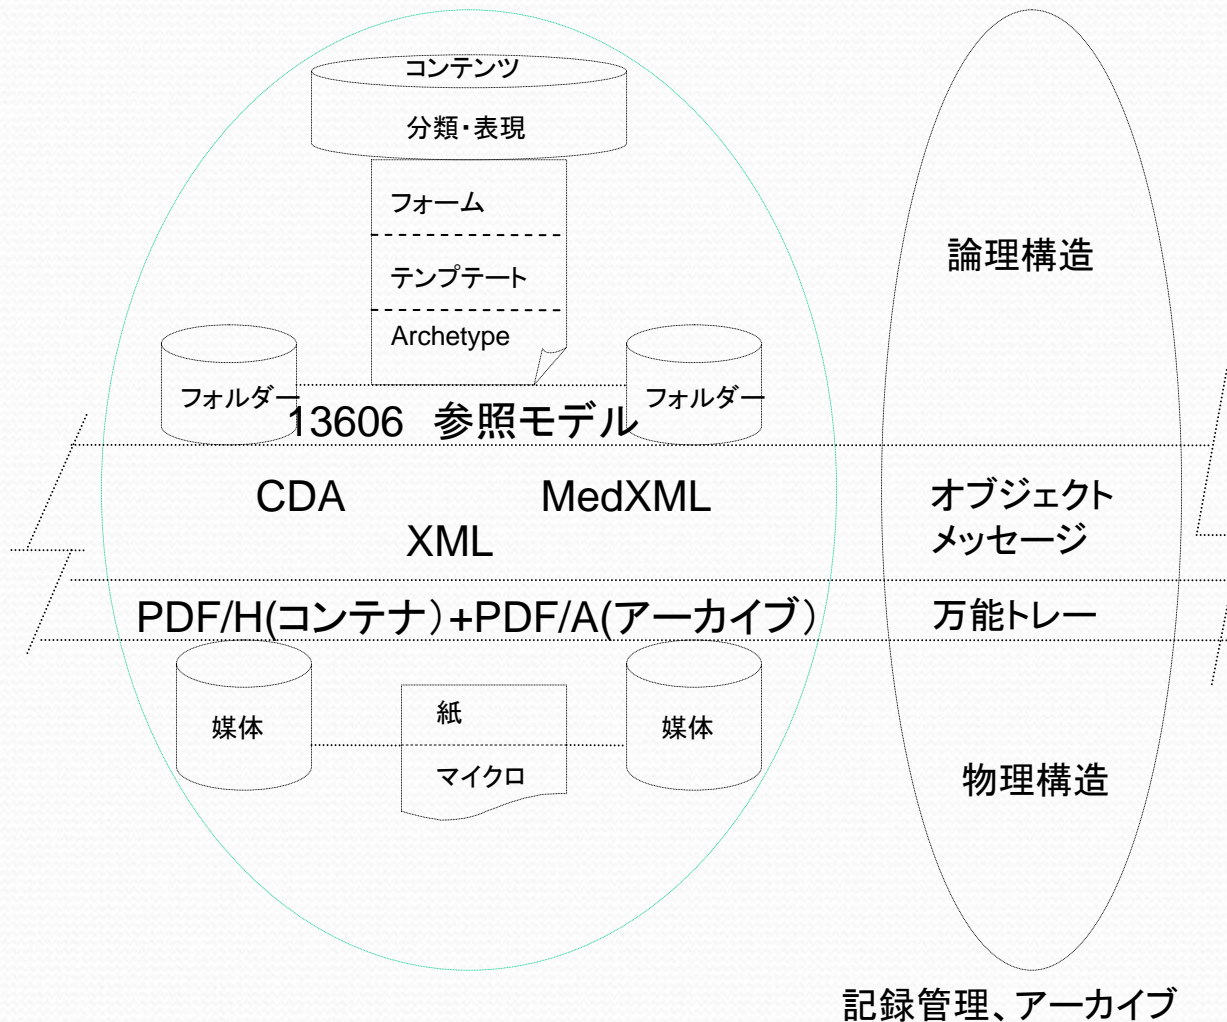 コンテンツ
分類・表現
フォーム
テンプテート
Archetype
論理構造
フォルダー
フォルダー
13606 参照モデル
CDA
MedXML
XML
オブジェクト
メッセージ
PDF/H(コンテナ)+PDF/A(アーカイブ)
万能トレー
媒体
紙
マイクロ
媒体
物理構造
記録管理、アーカイブ